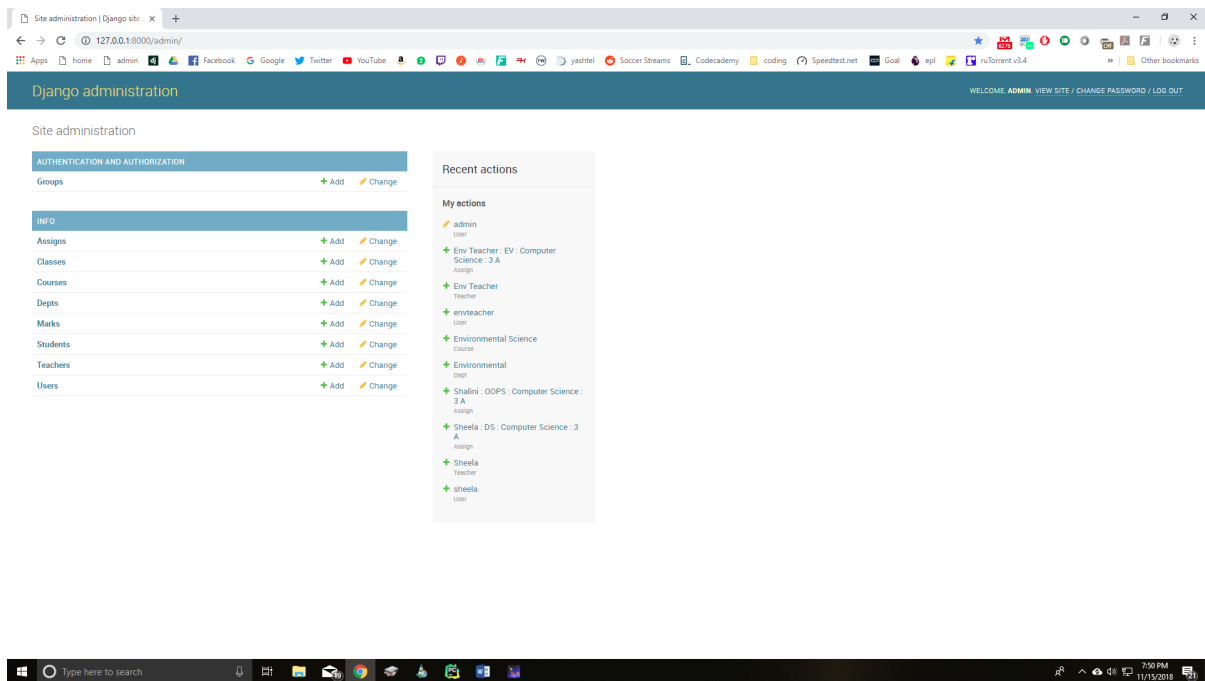 Site administration | Django site
127.0.0.1:8000/admin/
6276
Off
Apps home admin dj Facebook Google Twitter YouTube yashtel Soccer Streams Codecademy coding Speedtest.net Goal epl ruTorrent v3.4 » Other bookmarks
Django administration
WELCOME, ADMIN. VIEW SITE / CHANGE PASSWORD / LOG OUT
Site administration
AUTHENTICATION AND AUTHORIZATION
Groups + Add Change
INFO
Assigns + Add Change
Classes + Add Change
Courses + Add Change
Depts + Add Change
Marks + Add Change
Students + Add Change
Teachers + Add Change
Users + Add Change
Recent actions
My actions
admin
User
+ Env Teacher : EV : Computer
Science : 3 A
Assign
+ Env Teacher
Teacher
+ envteacher
User
+ Environmental Science
Course
+ Environmental
Dept
+ Shalini : OOPS : Computer Science :
3 A
Assign
+ Sheela : DS : Computer Science : 3
A
Assign
+ Sheela
Teacher
+ sheela
User
Type here to search
19
7:50 PM
11/15/2018
21